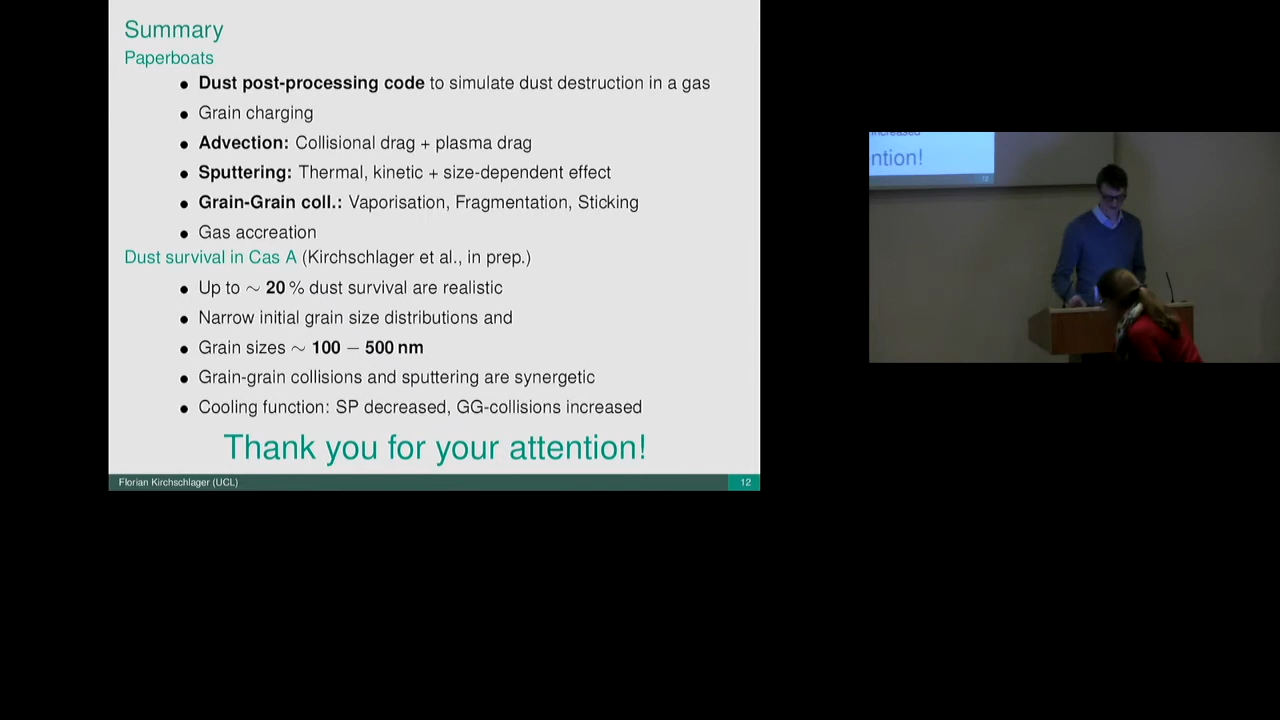 Summary
Paperboats
• Dust post-processing code to simulate dust destruction in a gas
• Grain charging
• Advection: Collisional drag + plasma drag
• Sputtering: Thermal, kinetic + size-dependent effect
• Grain-Grain coll.: Vaporisation, Fragmentation, Sticking
• Gas accreation
Dust survival in Cas A (Kirchschlager et al., in prep.)
• Up to ∼ 20 % dust survival are realistic
• Narrow initial grain size distributions and
• Grain sizes ∼ 100 − 500 nm
• Grain-grain collisions and sputtering are synergetic
• Cooling function: SP decreased, GG-collisions increased
Thank you for your attention!
Florian Kirchschlager (UCL) 12
increased
ntion!
12